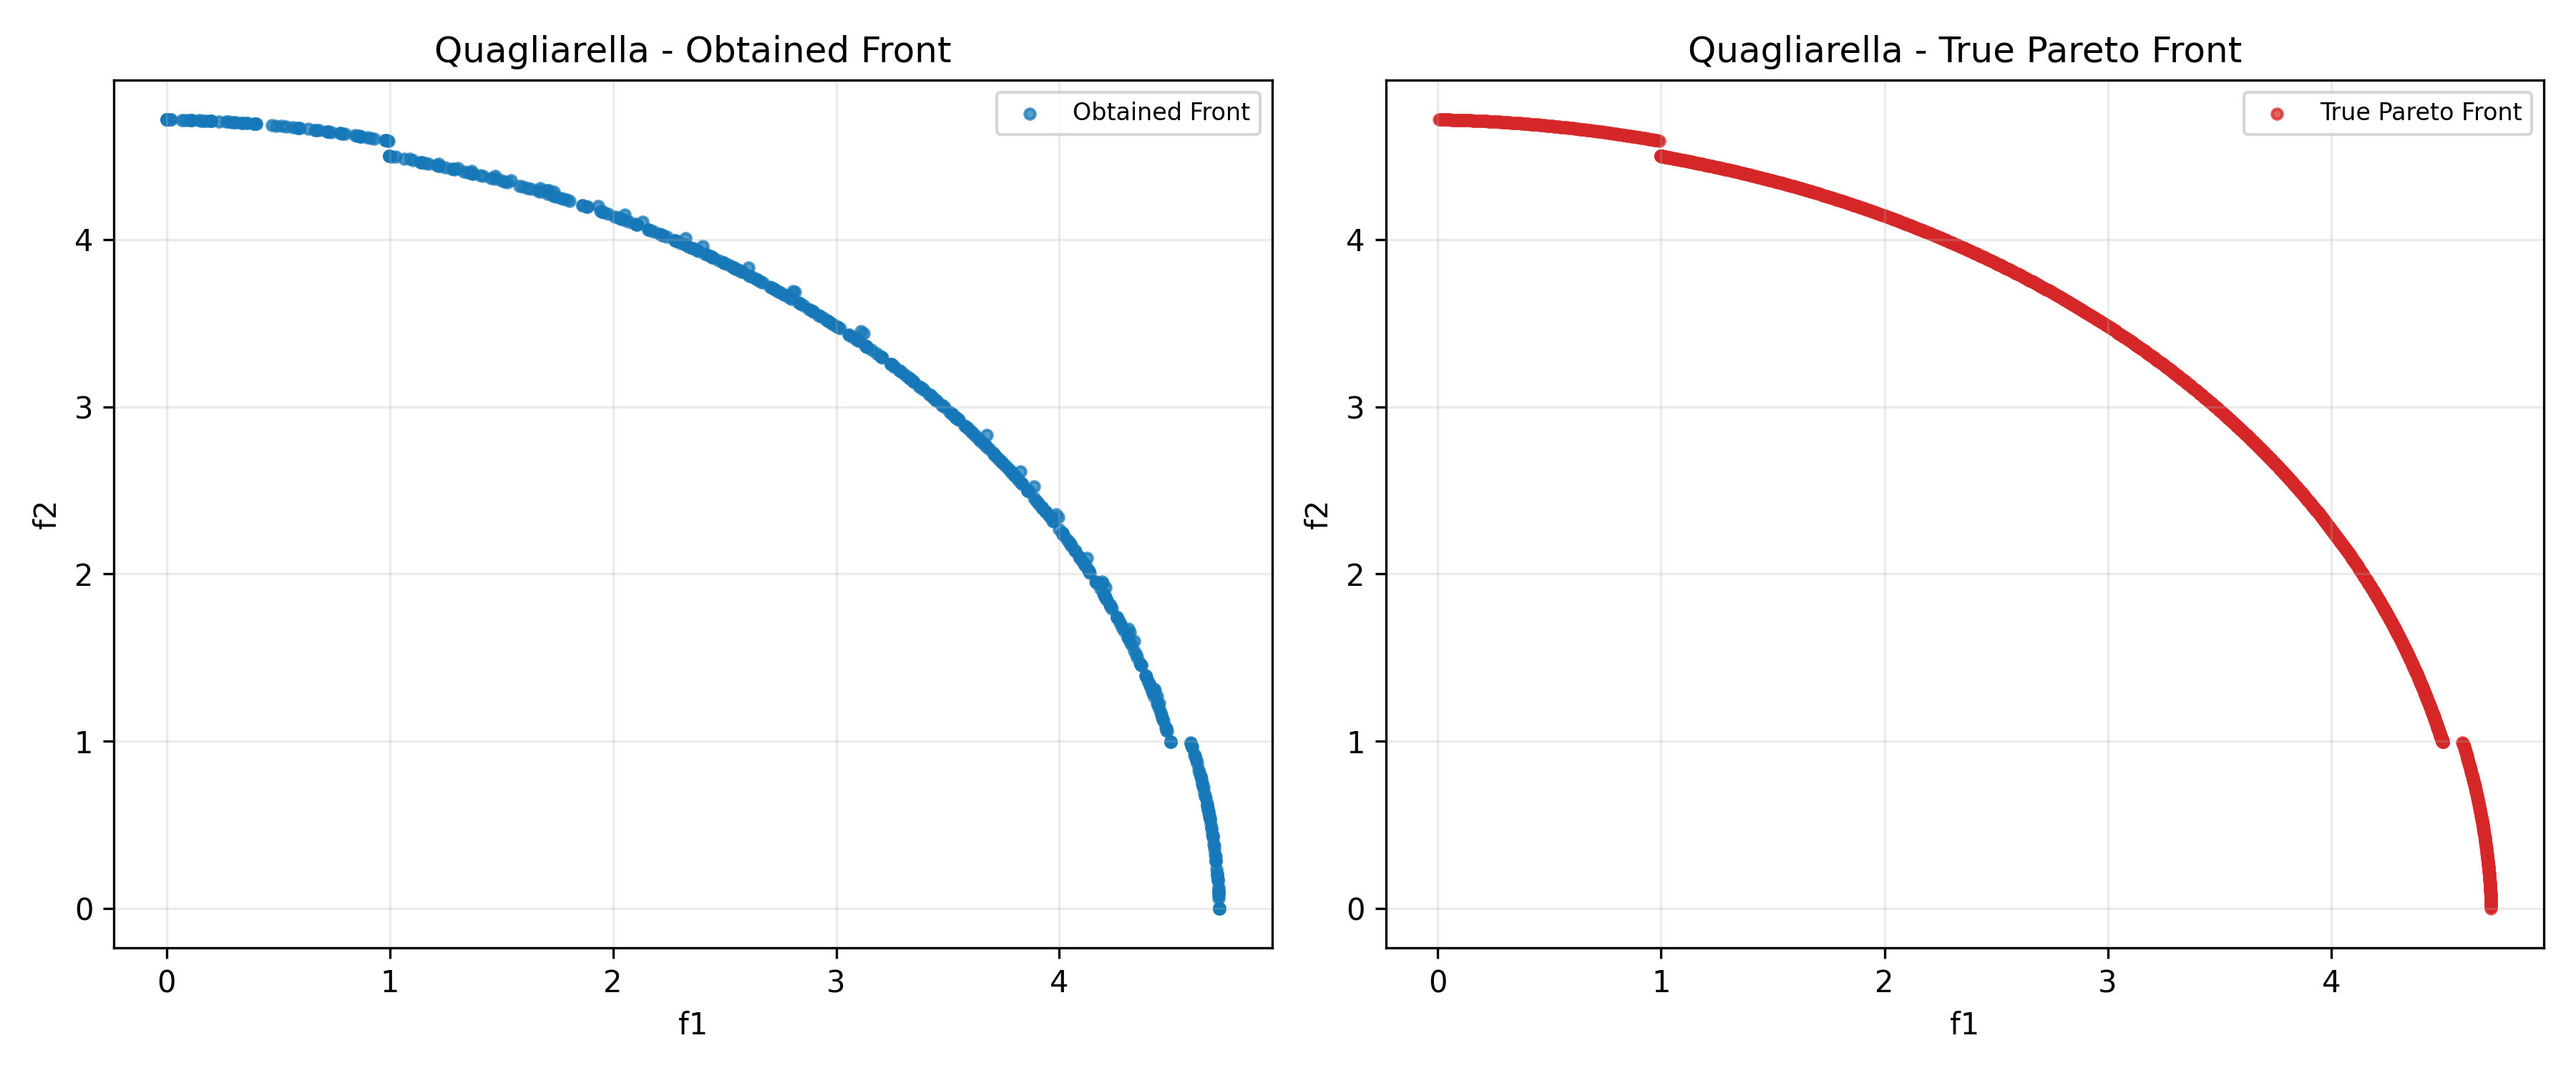 Quagliarella - Obtained Front
Obtained Front
f2
4
3
2
1
0
0 1 2 3 4
f1
Quagliarella - True Pareto Front
True Pareto Front
f2
4
3
2
1
0
0 1 2 3 4
f1